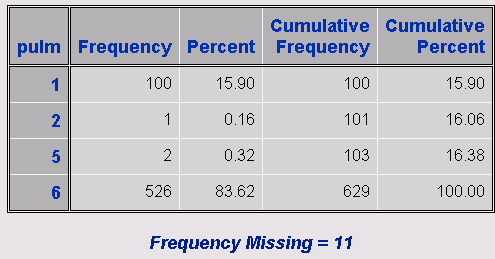 Cumulative Cumulative
pulm Frequency Percent Frequency Percent
1 100 15.90 100 15.90
2 1 0.16 101 16.06
5 2 0.32 103 16.38
6 526 83.62 629 100.00
Frequency Missing = 11